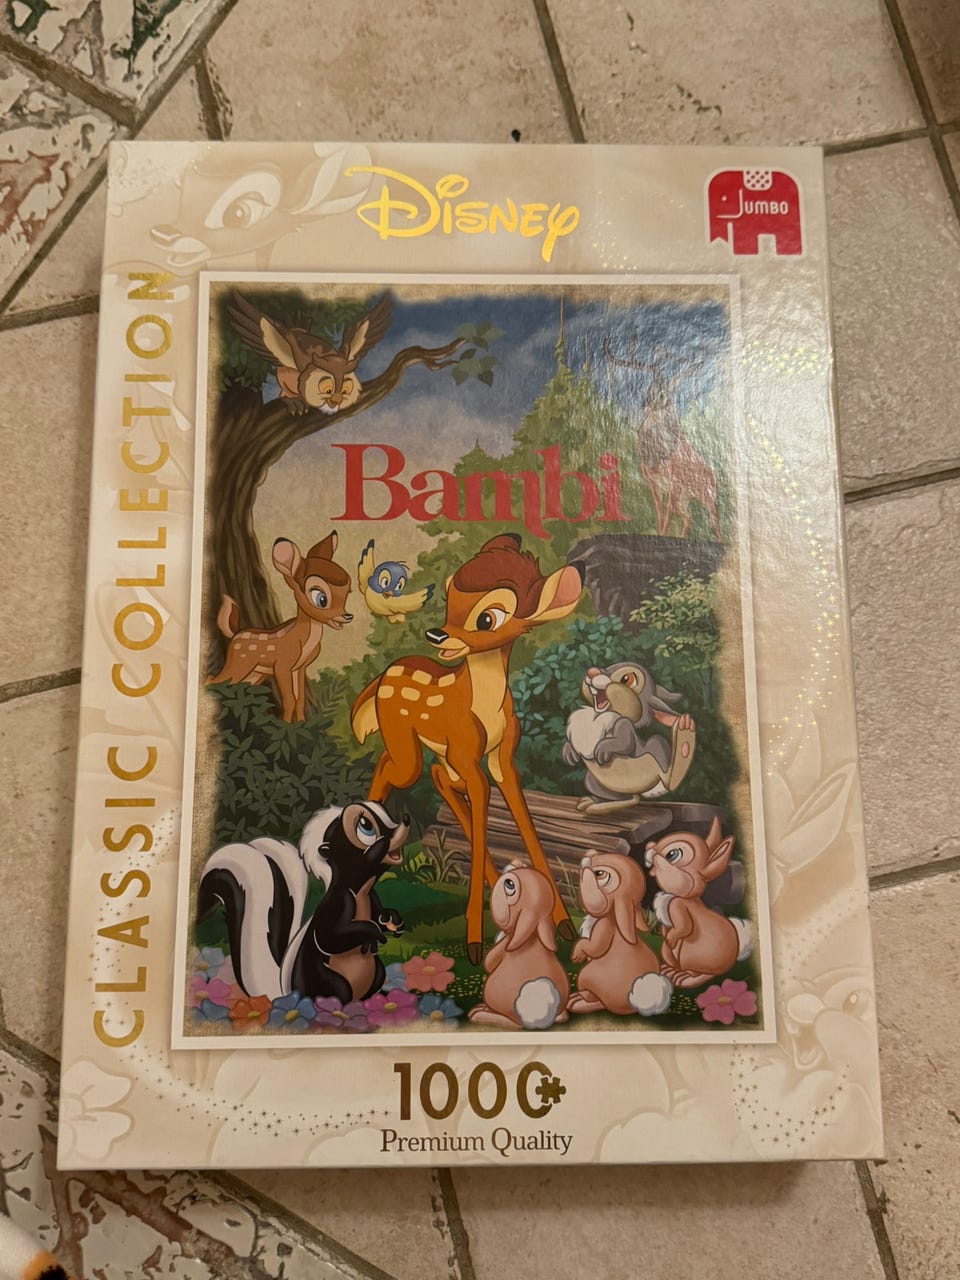 Disney
JUMBO
CLASSIC COLLECTION
Bambi
1000
Premium Quality